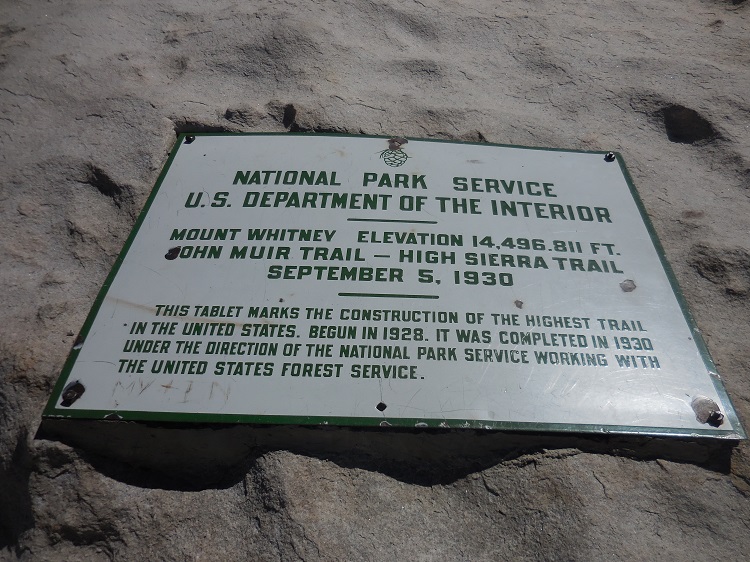 NATIONAL PARK SERVICE
U.S. DEPARTMENT OF THE INTERIOR
MOUNT WHITNEY ELEVATION 14,496.811 FT.
JOHN MUIR TRAIL — HIGH SIERRA TRAIL
SEPTEMBER 5, 1930
THIS TABLET MARKS THE CONSTRUCTION OF THE HIGHEST TRAIL
IN THE UNITED STATES. BEGUN IN 1928. IT WAS COMPLETED IN 1930
UNDER THE DIRECTION OF THE NATIONAL PARK SERVICE WORKING WITH
THE UNITED STATES FOREST SERVICE.